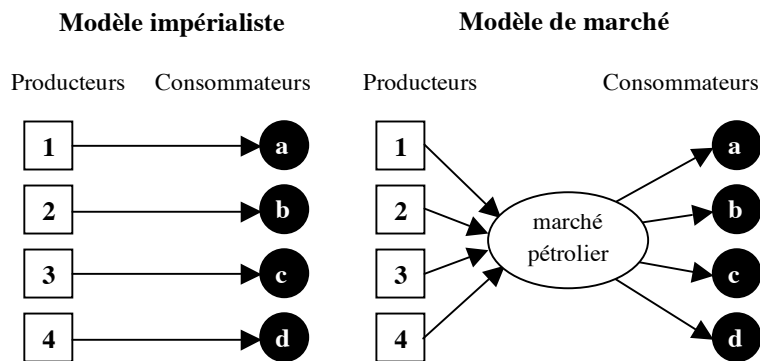 Modèle impérialiste
Producteurs Consommateurs
1 a
2 b
3 c
4 d
Modèle de marché
Producteurs Consommateurs
1 a
2 b
marché
pétrolier
3 c
4 d